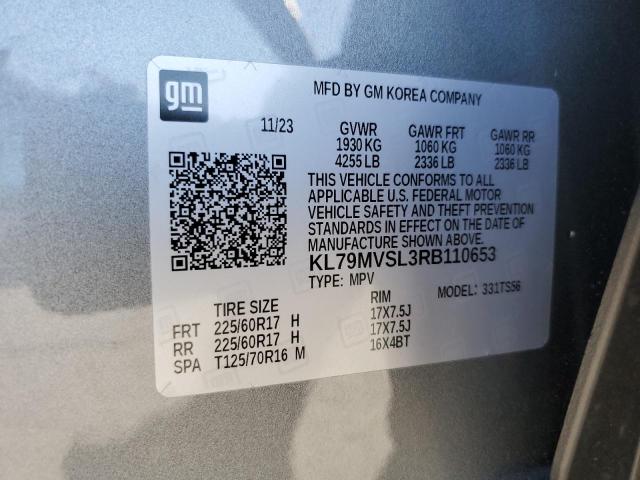 gm
MFD BY GM KOREA COMPANY
11/23 GVWR GAWR FRT GAWR RR
1930 KG 1060 KG 1060 KG
4255 LB 2336 LB 2336 LB
THIS VEHICLE CONFORMS TO ALL
APPLICABLE U.S. FEDERAL MOTOR
VEHICLE SAFETY AND THEFT PREVENTION
STANDARDS IN EFFECT ON THE DATE OF
MANUFACTURE SHOWN ABOVE.
KL79MVSL3RB110653
TYPE: MPV MODEL: 331TS56
TIRE SIZE RIM
FRT 225/60R17 H 17X7.5J
RR 225/60R17 H 17X7.5J
SPA T125/70R16 M 16X4BT